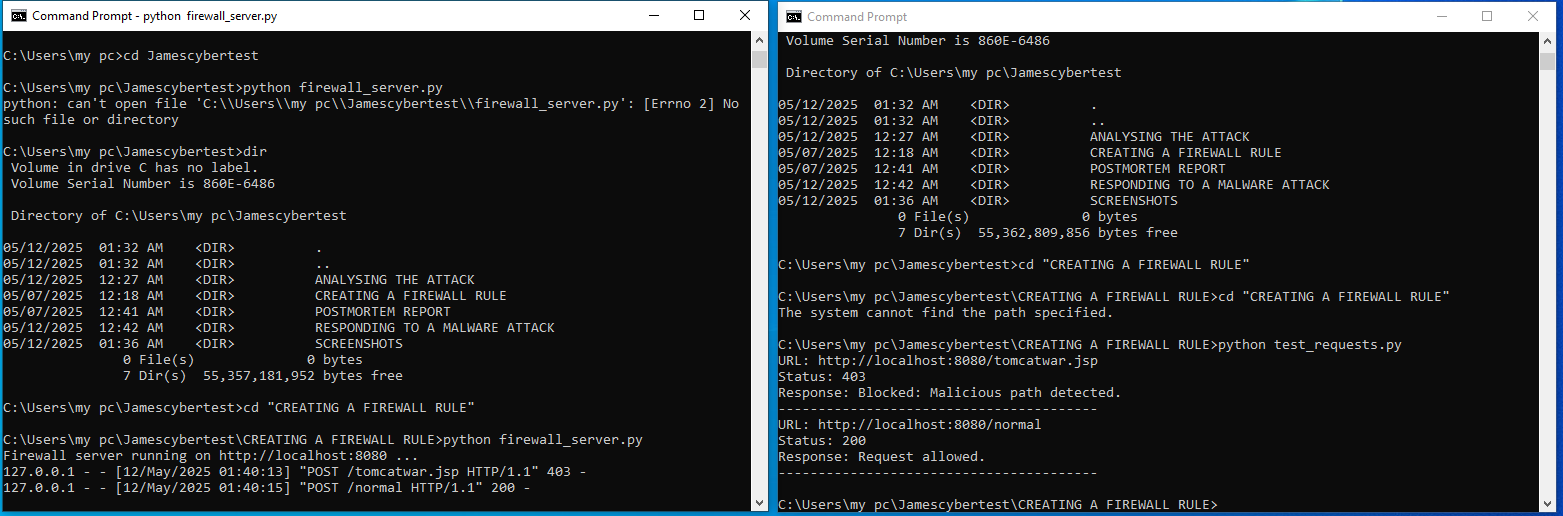 Command Prompt - python  firewall_server.py
C:\Users\my pc>cd Jamescybertest
C:\Users\my pc\Jamescybertest>python firewall_server.py
python: can't open file 'C:\\Users\\my pc\\Jamescybertest\\firewall_server.py': [Errno 2] No
such file or directory
C:\Users\my pc\Jamescybertest>dir
 Volume in drive C has no label.
 Volume Serial Number is 860E-6486
 Directory of C:\Users\my pc\Jamescybertest
05/12/2025  01:32 AM    <DIR>          .
05/12/2025  01:32 AM    <DIR>          ..
05/12/2025  12:27 AM    <DIR>          ANALYSING THE ATTACK
05/07/2025  12:18 AM    <DIR>          CREATING A FIREWALL RULE
05/07/2025  12:41 AM    <DIR>          POSTMORTEM REPORT
05/12/2025  12:42 AM    <DIR>          RESPONDING TO A MALWARE ATTACK
05/12/2025  01:36 AM    <DIR>          SCREENSHOTS
               0 File(s)              0 bytes
               7 Dir(s)  55,357,181,952 bytes free
C:\Users\my pc\Jamescybertest>cd "CREATING A FIREWALL RULE"
C:\Users\my pc\Jamescybertest\CREATING A FIREWALL RULE>python firewall_server.py
Firewall server running on http://localhost:8080 ...
127.0.0.1 - - [12/May/2025 01:40:13] "POST /tomcatwar.jsp HTTP/1.1" 403 -
127.0.0.1 - - [12/May/2025 01:40:15] "POST /normal HTTP/1.1" 200 -
Command Prompt
 Volume Serial Number is 860E-6486
 Directory of C:\Users\my pc\Jamescybertest
05/12/2025  01:32 AM    <DIR>          .
05/12/2025  01:32 AM    <DIR>          ..
05/12/2025  12:27 AM    <DIR>          ANALYSING THE ATTACK
05/07/2025  12:18 AM    <DIR>          CREATING A FIREWALL RULE
05/07/2025  12:41 AM    <DIR>          POSTMORTEM REPORT
05/12/2025  12:42 AM    <DIR>          RESPONDING TO A MALWARE ATTACK
05/12/2025  01:36 AM    <DIR>          SCREENSHOTS
               0 File(s)              0 bytes
               7 Dir(s)  55,362,809,856 bytes free
C:\Users\my pc\Jamescybertest>cd "CREATING A FIREWALL RULE"
C:\Users\my pc\Jamescybertest\CREATING A FIREWALL RULE>cd "CREATING A FIREWALL RULE"
The system cannot find the path specified.
C:\Users\my pc\Jamescybertest\CREATING A FIREWALL RULE>python test_requests.py
URL: http://localhost:8080/tomcatwar.jsp
Status: 403
Response: Blocked: Malicious path detected.
----------------------------------------
URL: http://localhost:8080/normal
Status: 200
Response: Request allowed.
----------------------------------------
C:\Users\my pc\Jamescybertest\CREATING A FIREWALL RULE>